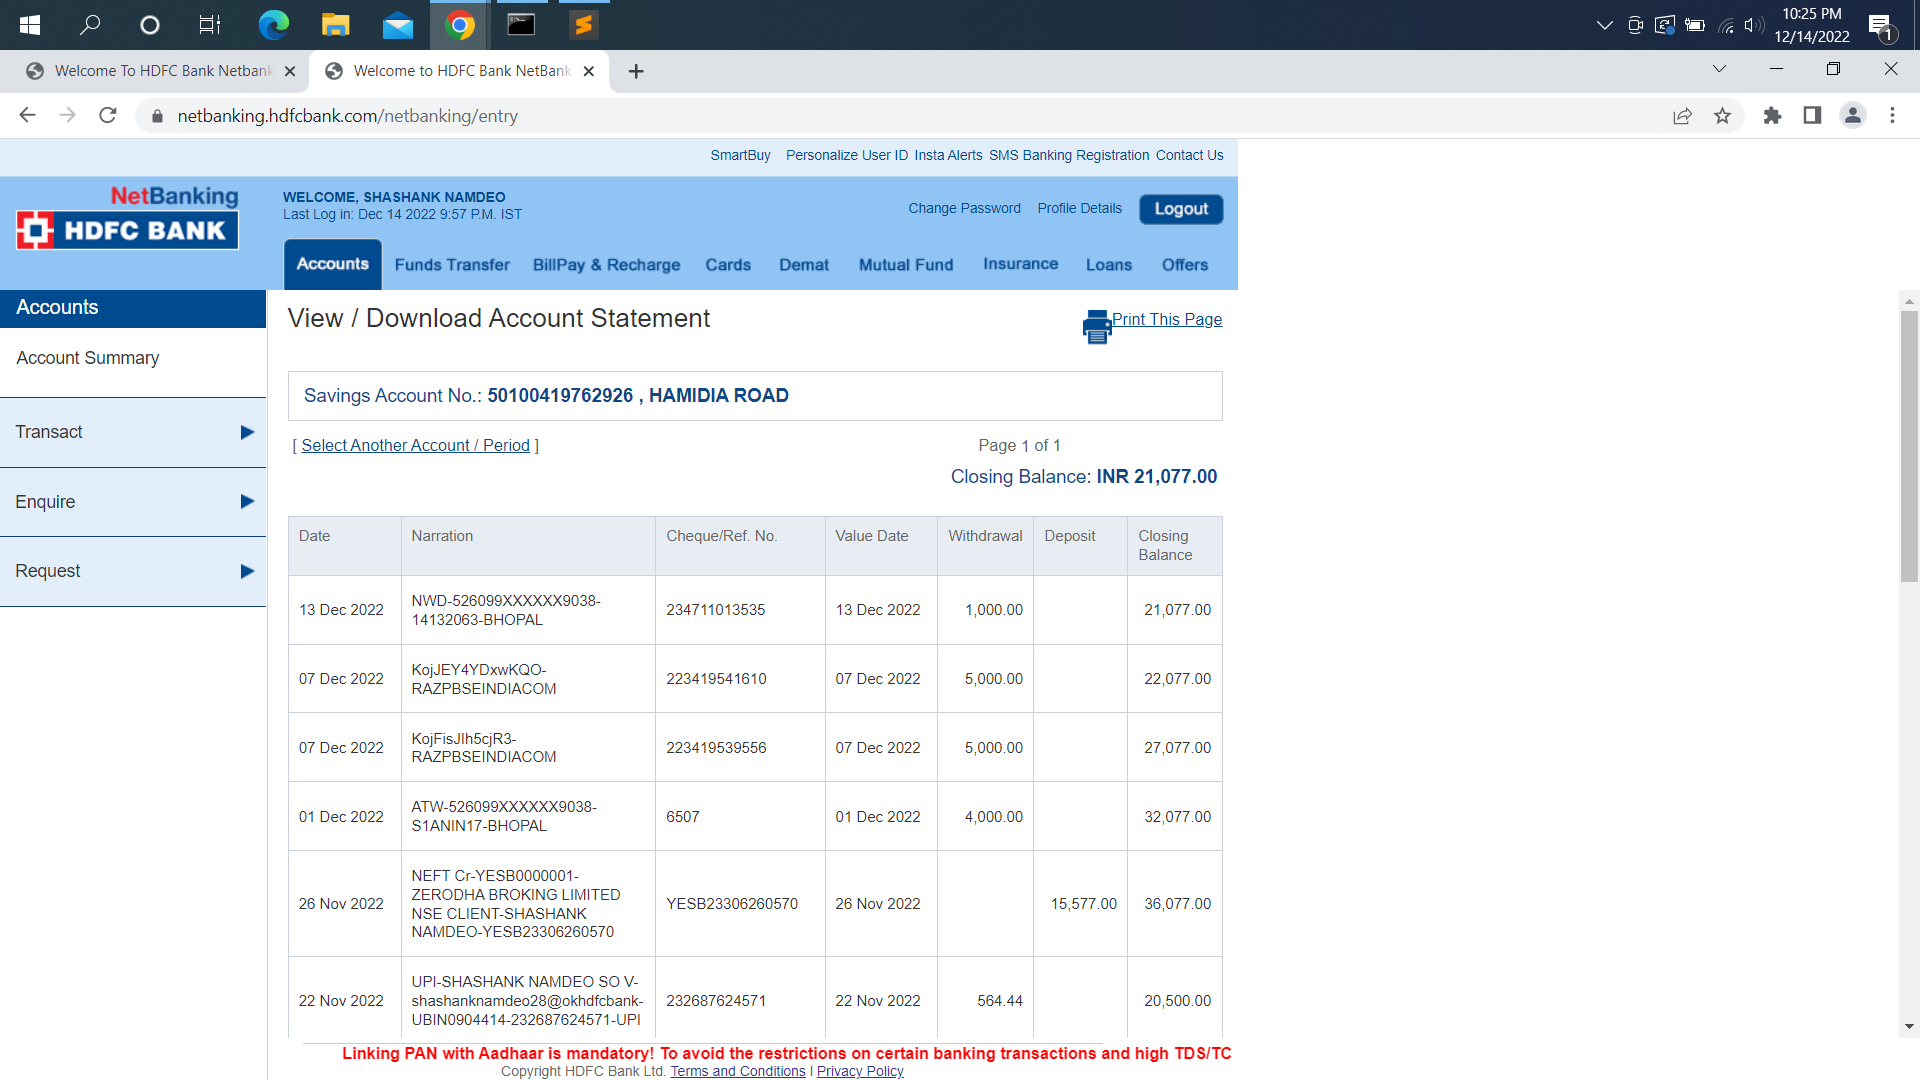 10:25 PM
12/14/2022
1
Welcome To HDFC Bank Netbank
Welcome to HDFC Bank NetBank
netbanking.hdfcbank.com/netbanking/entry
SmartBuy Personalize User ID Insta Alerts SMS Banking Registration Contact Us
NetBanking
HDFC BANK
WELCOME, SHASHANK NAMDEO
Last Log in: Dec 14 2022 9:57 P.M. IST
Change Password Profile Details Logout
Accounts Funds Transfer BillPay & Recharge Cards Demat Mutual Fund Insurance Loans Offers
Accounts
Account Summary
Transact
Enquire
Request
View / Download Account Statement
Print This Page
Savings Account No.: 50100419762926 , HAMIDIA ROAD
[ Select Another Account / Period ]
Page 1 of 1
Closing Balance: INR 21,077.00
Date Narration Cheque/Ref. No. Value Date Withdrawal Deposit Closing
Balance
13 Dec 2022 NWD-526099XXXXXX9038- 234711013535 13 Dec 2022 1,000.00 21,077.00
14132063-BHOPAL
07 Dec 2022 KojJEY4YDxwKQO- 223419541610 07 Dec 2022 5,000.00 22,077.00
RAZPBSEINDIACOM
07 Dec 2022 KojFisJIh5cjR3- 223419539556 07 Dec 2022 5,000.00 27,077.00
RAZPBSEINDIACOM
01 Dec 2022 ATW-526099XXXXXX9038- 6507 01 Dec 2022 4,000.00 32,077.00
S1ANIN17-BHOPAL
26 Nov 2022 NEFT Cr-YESB0000001- YESB23306260570 26 Nov 2022 15,577.00 36,077.00
ZERODHA BROKING LIMITED
NSE CLIENT-SHASHANK
NAMDEO-YESB23306260570
22 Nov 2022 UPI-SHASHANK NAMDEO SO V- 232687624571 22 Nov 2022 564.44 20,500.00
shashanknamdeo28@okhdfcbank-
UBIN0904414-232687624571-UPI
Linking PAN with Aadhaar is mandatory! To avoid the restrictions on certain banking transactions and high TDS/TC
Copyright HDFC Bank Ltd. Terms and Conditions | Privacy Policy